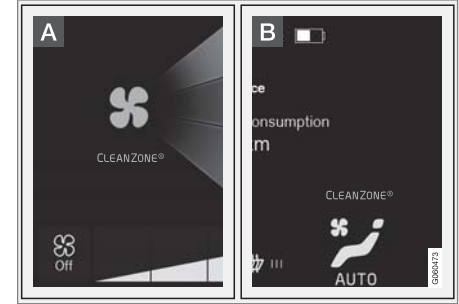 A
CLEANZONE®
Off
B
ce
onsumption
m
CLEANZONE®
AUTO
G060473